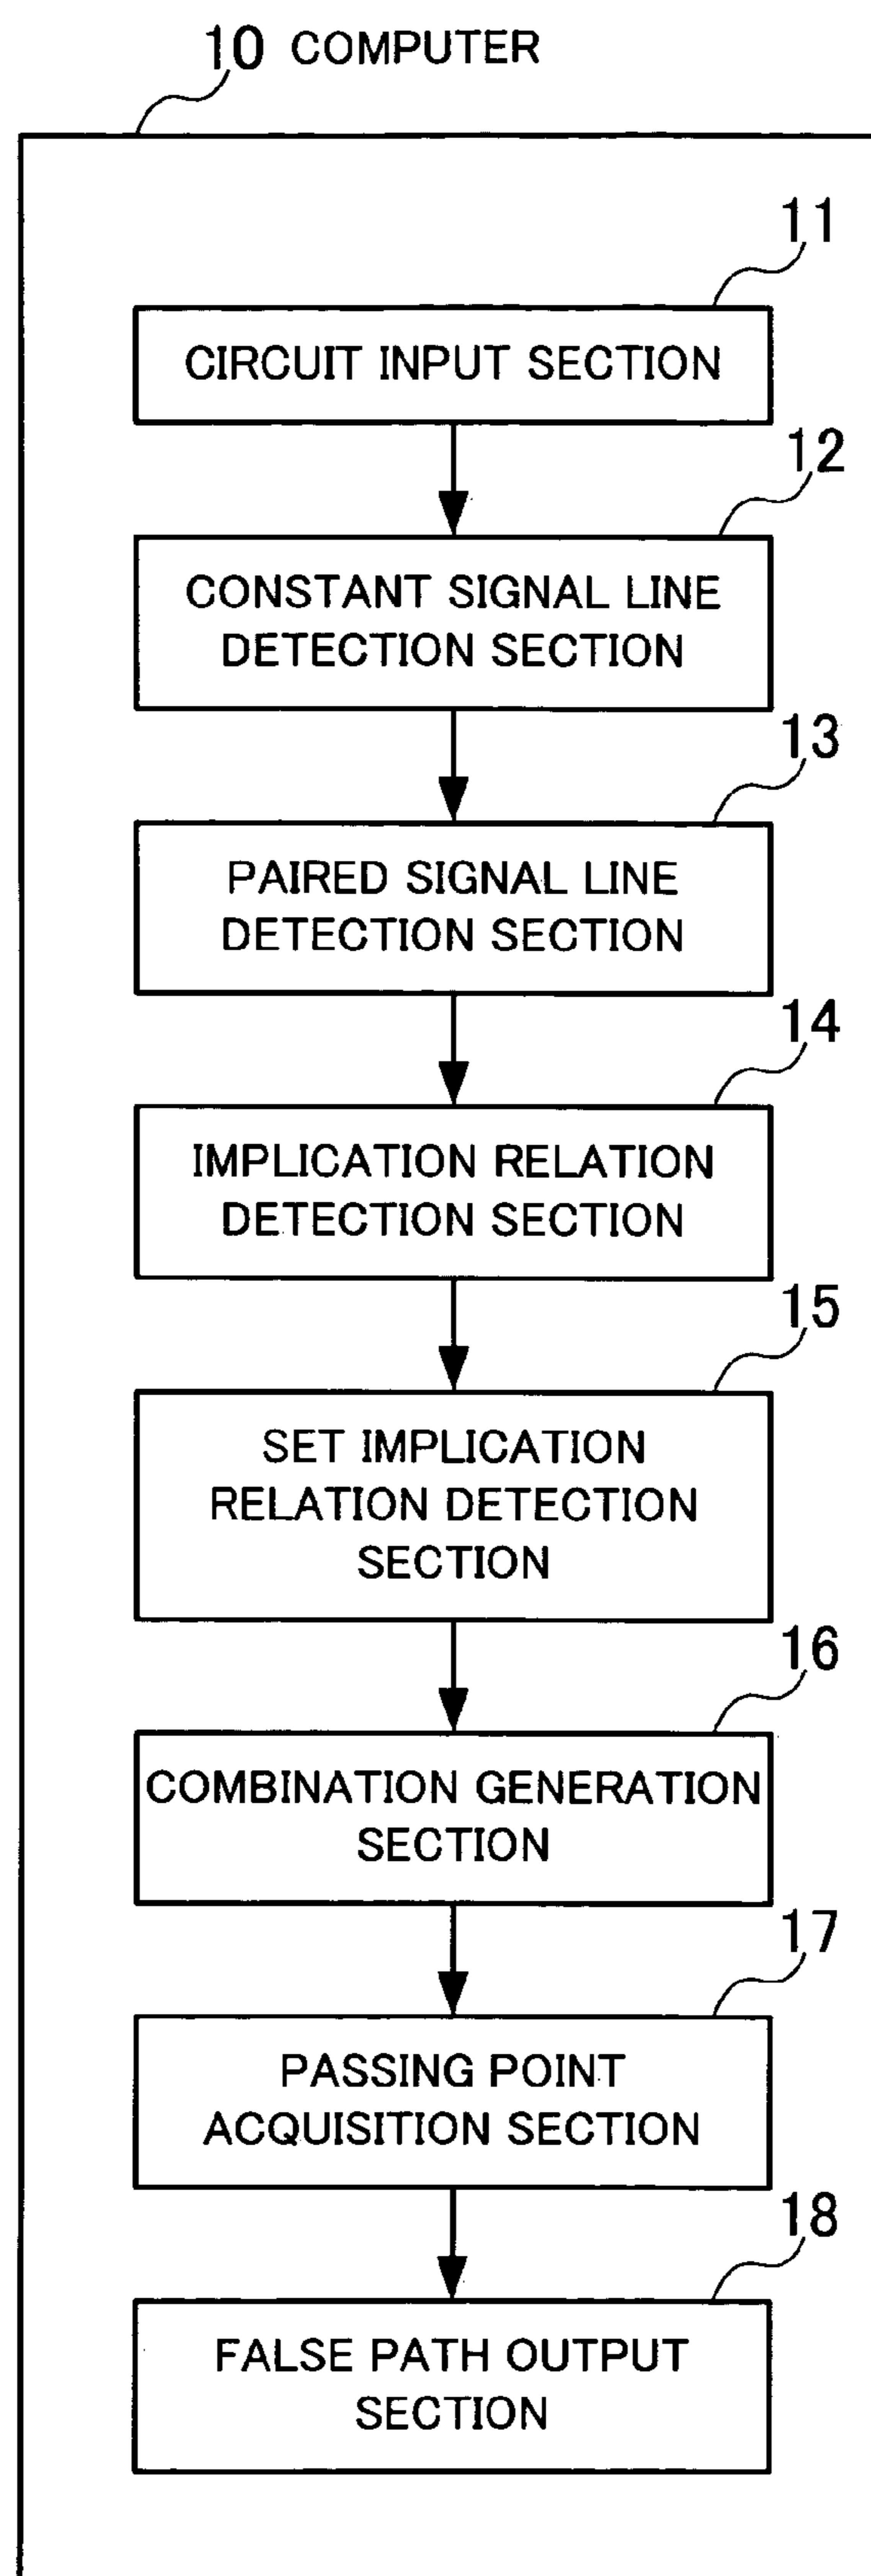 10 COMPUTER
11
CIRCUIT INPUT SECTION
12
CONSTANT SIGNAL LINE
DETECTION SECTION
13
PAIRED SIGNAL LINE
DETECTION SECTION
14
IMPLICATION RELATION
DETECTION SECTION
15
SET IMPLICATION
RELATION DETECTION
SECTION
16
COMBINATION GENERATION
SECTION
17
PASSING POINT
ACQUISITION SECTION
18
FALSE PATH OUTPUT
SECTION